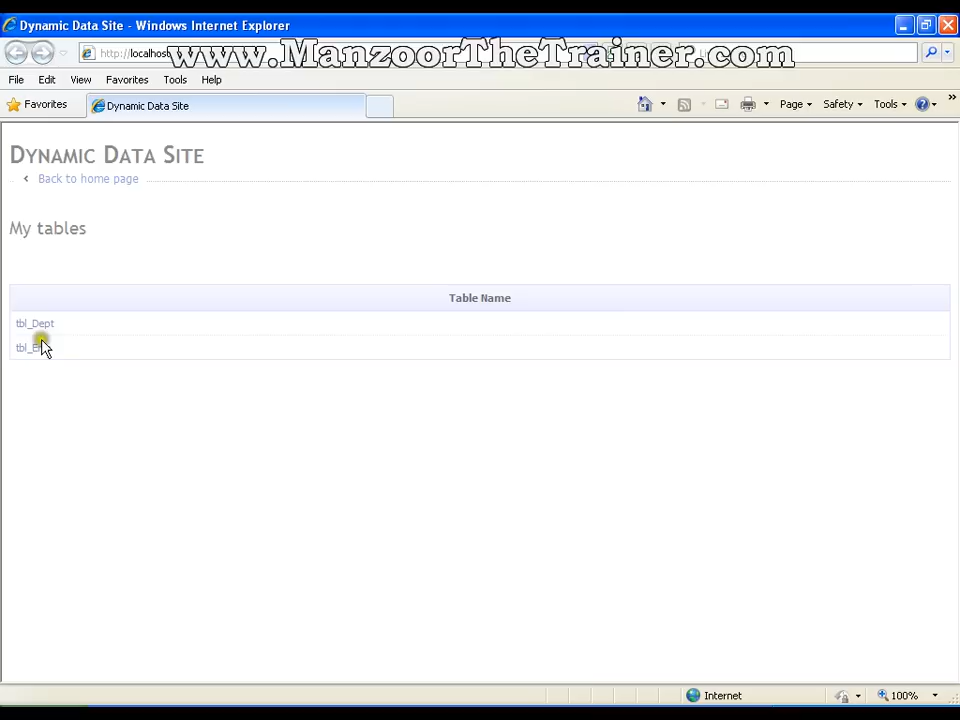 Dynamic Data Site - Windows Internet Explorer
http://localhos
www.ManzoorTheTrainer.com
File Edit View Favorites Tools Help
Favorites Dynamic Data Site Page Safety Tools
DYNAMIC DATA SITE
Back to home page
My tables
Table Name
tbl_Dept
Internet 100%